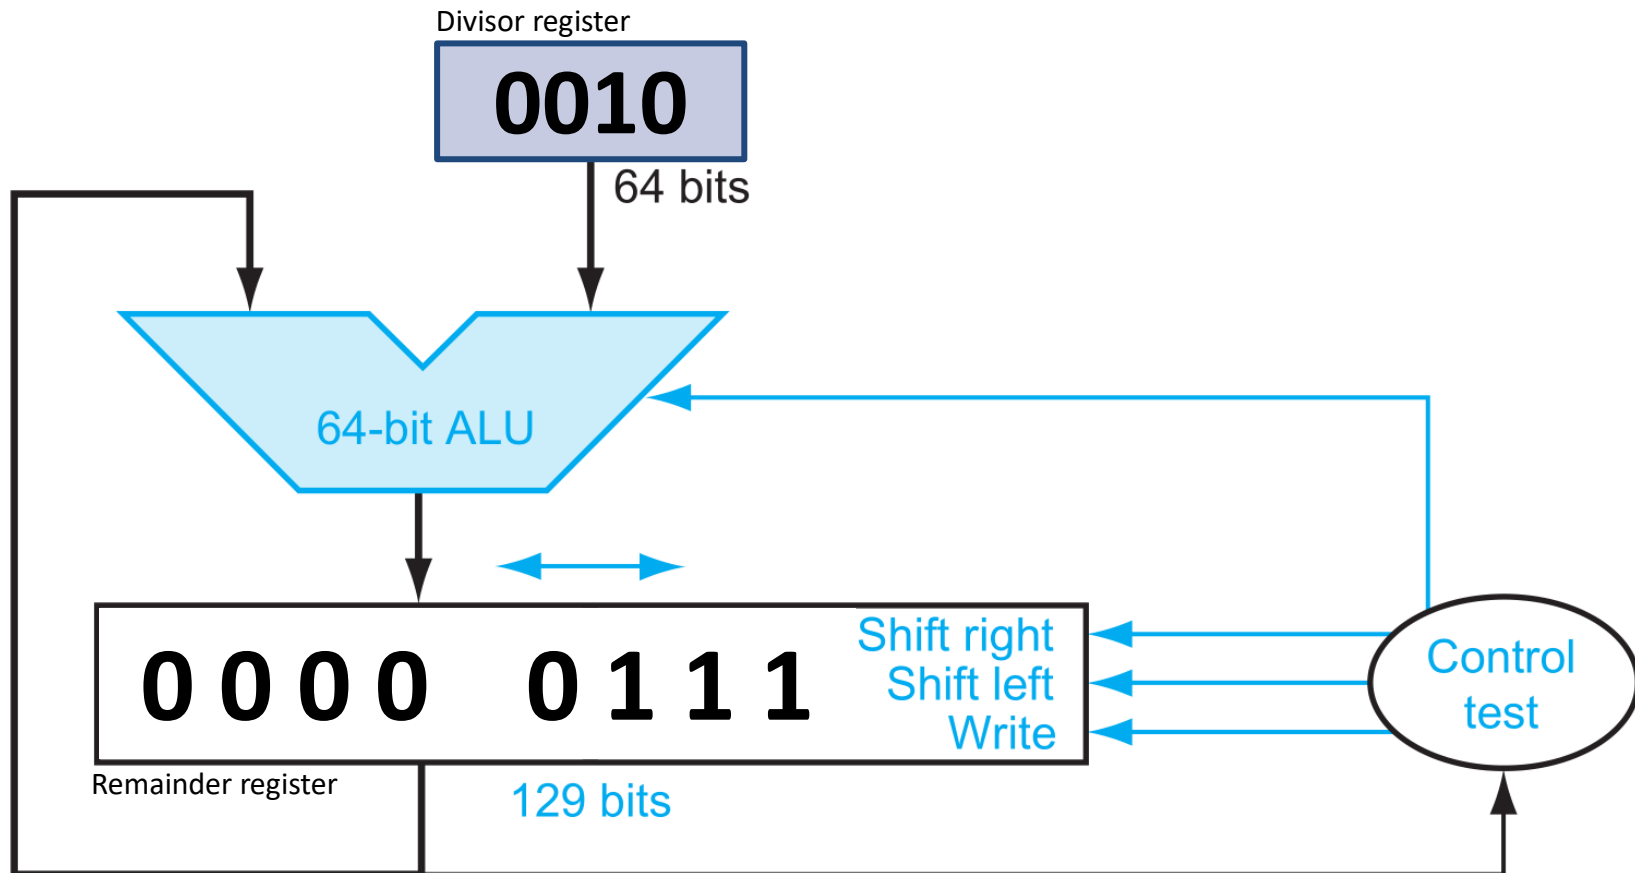 Divisor register
0010
64 bits
64-bit ALU
0 0 0 0 0 1 1 1
Shift right
Shift left
Write
Control
test
Remainder register
129 bits